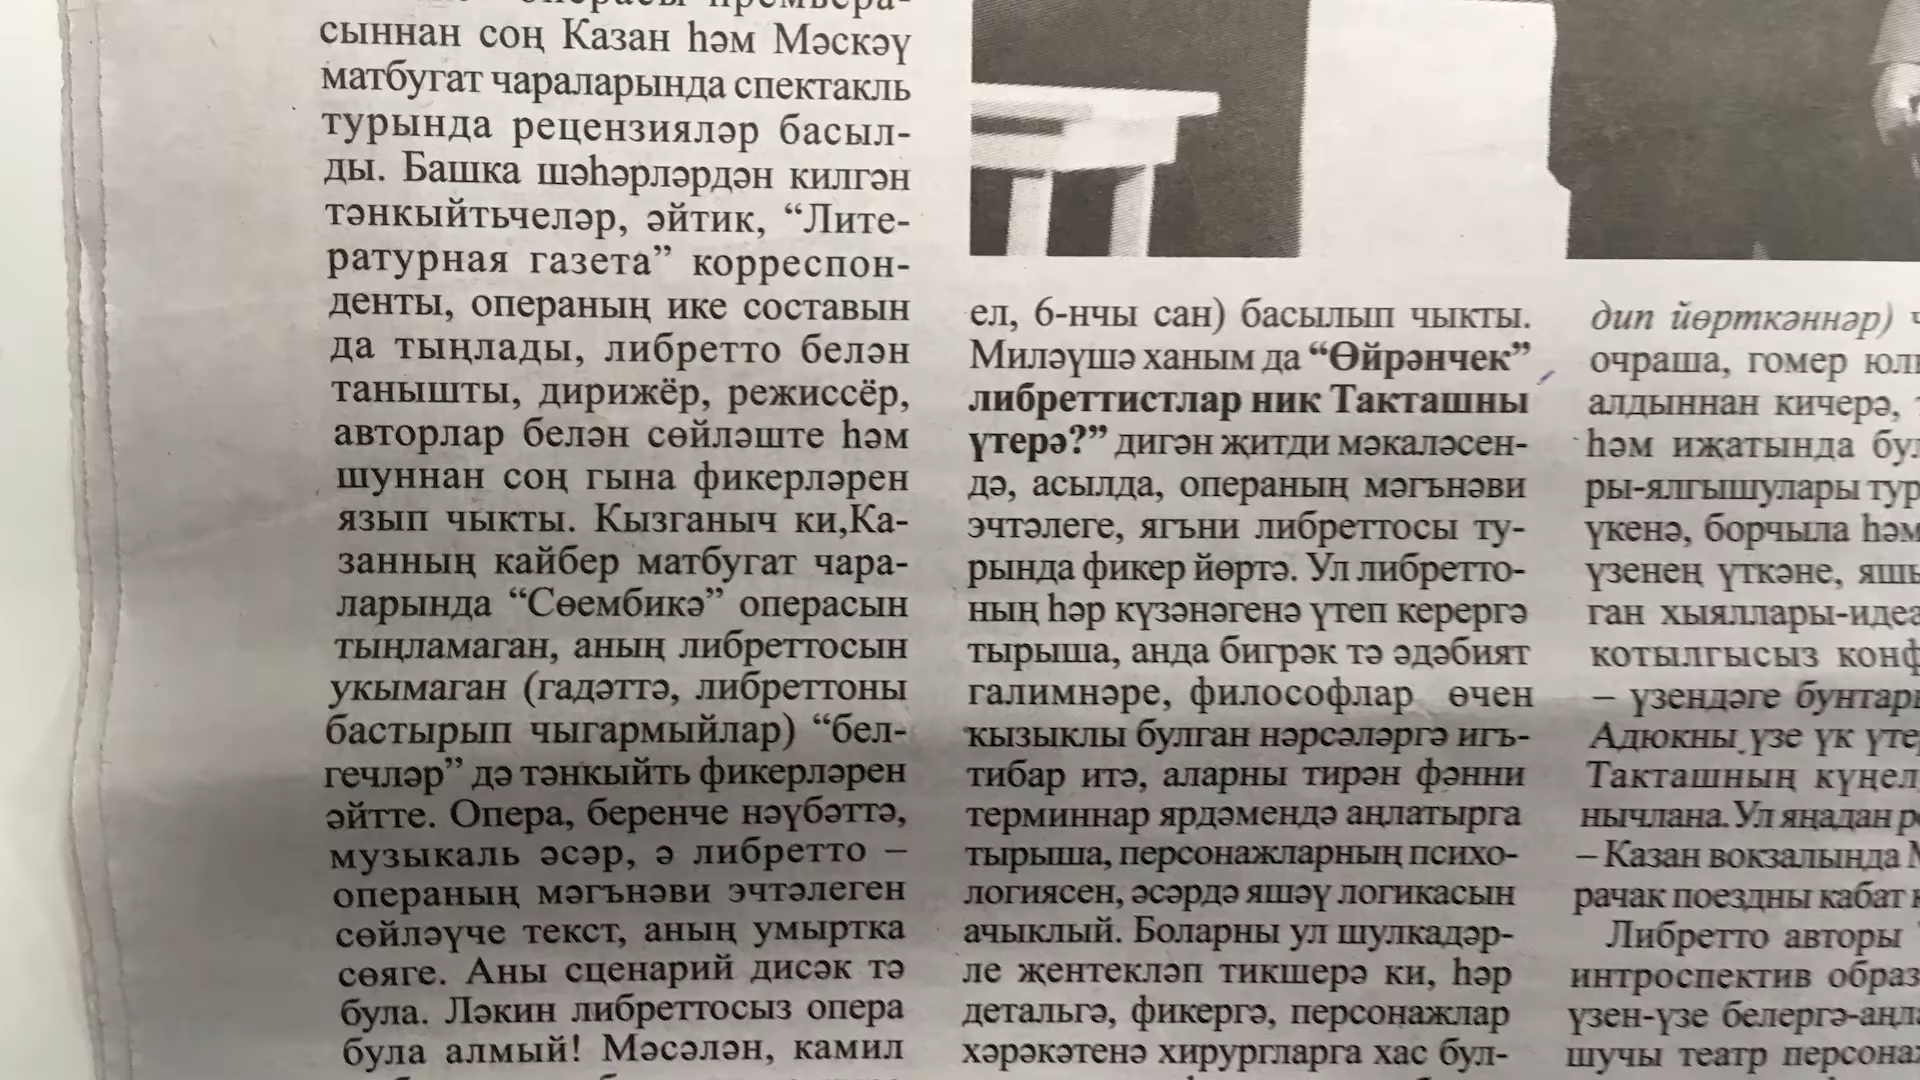 сыннан соң Казан һәм Мәскәү
матбугат чараларында спектакль
турында рецензияләр басыл-
ды. Башка шәһәрләрдән килгән
тәнкыйтьчеләр, әйтик, “Лите-
ратурная газета” корреспон-
денты, операның ике составын
да тыңлады, либретто белән
танышты, дирижёр, режиссёр,
авторлар белән сөйләште һәм
шуннан соң гына фикерләрен
язып чыкты. Кызганыч ки,Ка-
занның кайбер матбугат чара-
ларында “Сөембикә” операсын
тыңламаган, аның либреттосын
укымаган (гадәттә, либреттоны
бастырып чыгармыйлар) “бел-
гечләр” дә тәнкыйть фикерләрен
әйтте. Опера, беренче нәүбәттә,
музыкаль әсәр, ә либретто –
операның мәгънәви эчтәлеген
сөйләүче текст, аның умыртка
сөяге. Аны сценарий дисәк тә
була. Ләкин либреттосыз опера
була алмый! Мәсәлән, камил
ел, 6-нчы сан) басылып чыкты.
Миләүшә ханым да “Өйрәнчек”
либреттистлар ник Такташны
үтерә?” дигән җитди мәкаләсен-
дә, асылда, операның мәгънәви
эчтәлеге, ягъни либреттосы ту-
рында фикер йөртә. Ул либретто-
ның һәр күзәнәгенә үтеп керергә
тырыша, анда бигрәк тә әдәбият
галимнәре, философлар өчен
кызыклы булган нәрсәләргә игъ-
тибар итә, аларны тирән фәнни
терминнар ярдәмендә аңлатырга
тырыша, персонажларның психо-
логиясен, әсәрдә яшәү логикасын
ачыклый. Боларны ул шулкадәр-
ле җентекләп тикшерә ки, һәр
детальгә, фикергә, персонажлар
хәрәкәтенә хирургларга хас бул-
дип йөрткәннәр)
очраша, гомер
алдыннан кичерә,
һәм иҗатында
ры-ялгышулары
үкенә, борчыла һәм
үзенең үткәне,
ган хыяллары-
котылгысыз
– үзендәге
Адюкны үзе үк
Такташның
нычлана. Ул яңадан
– Казан вокзалында
рачак поездны кабат
Либретто авторы
интроспектив
үзен-үзе белергә-
шучы театр